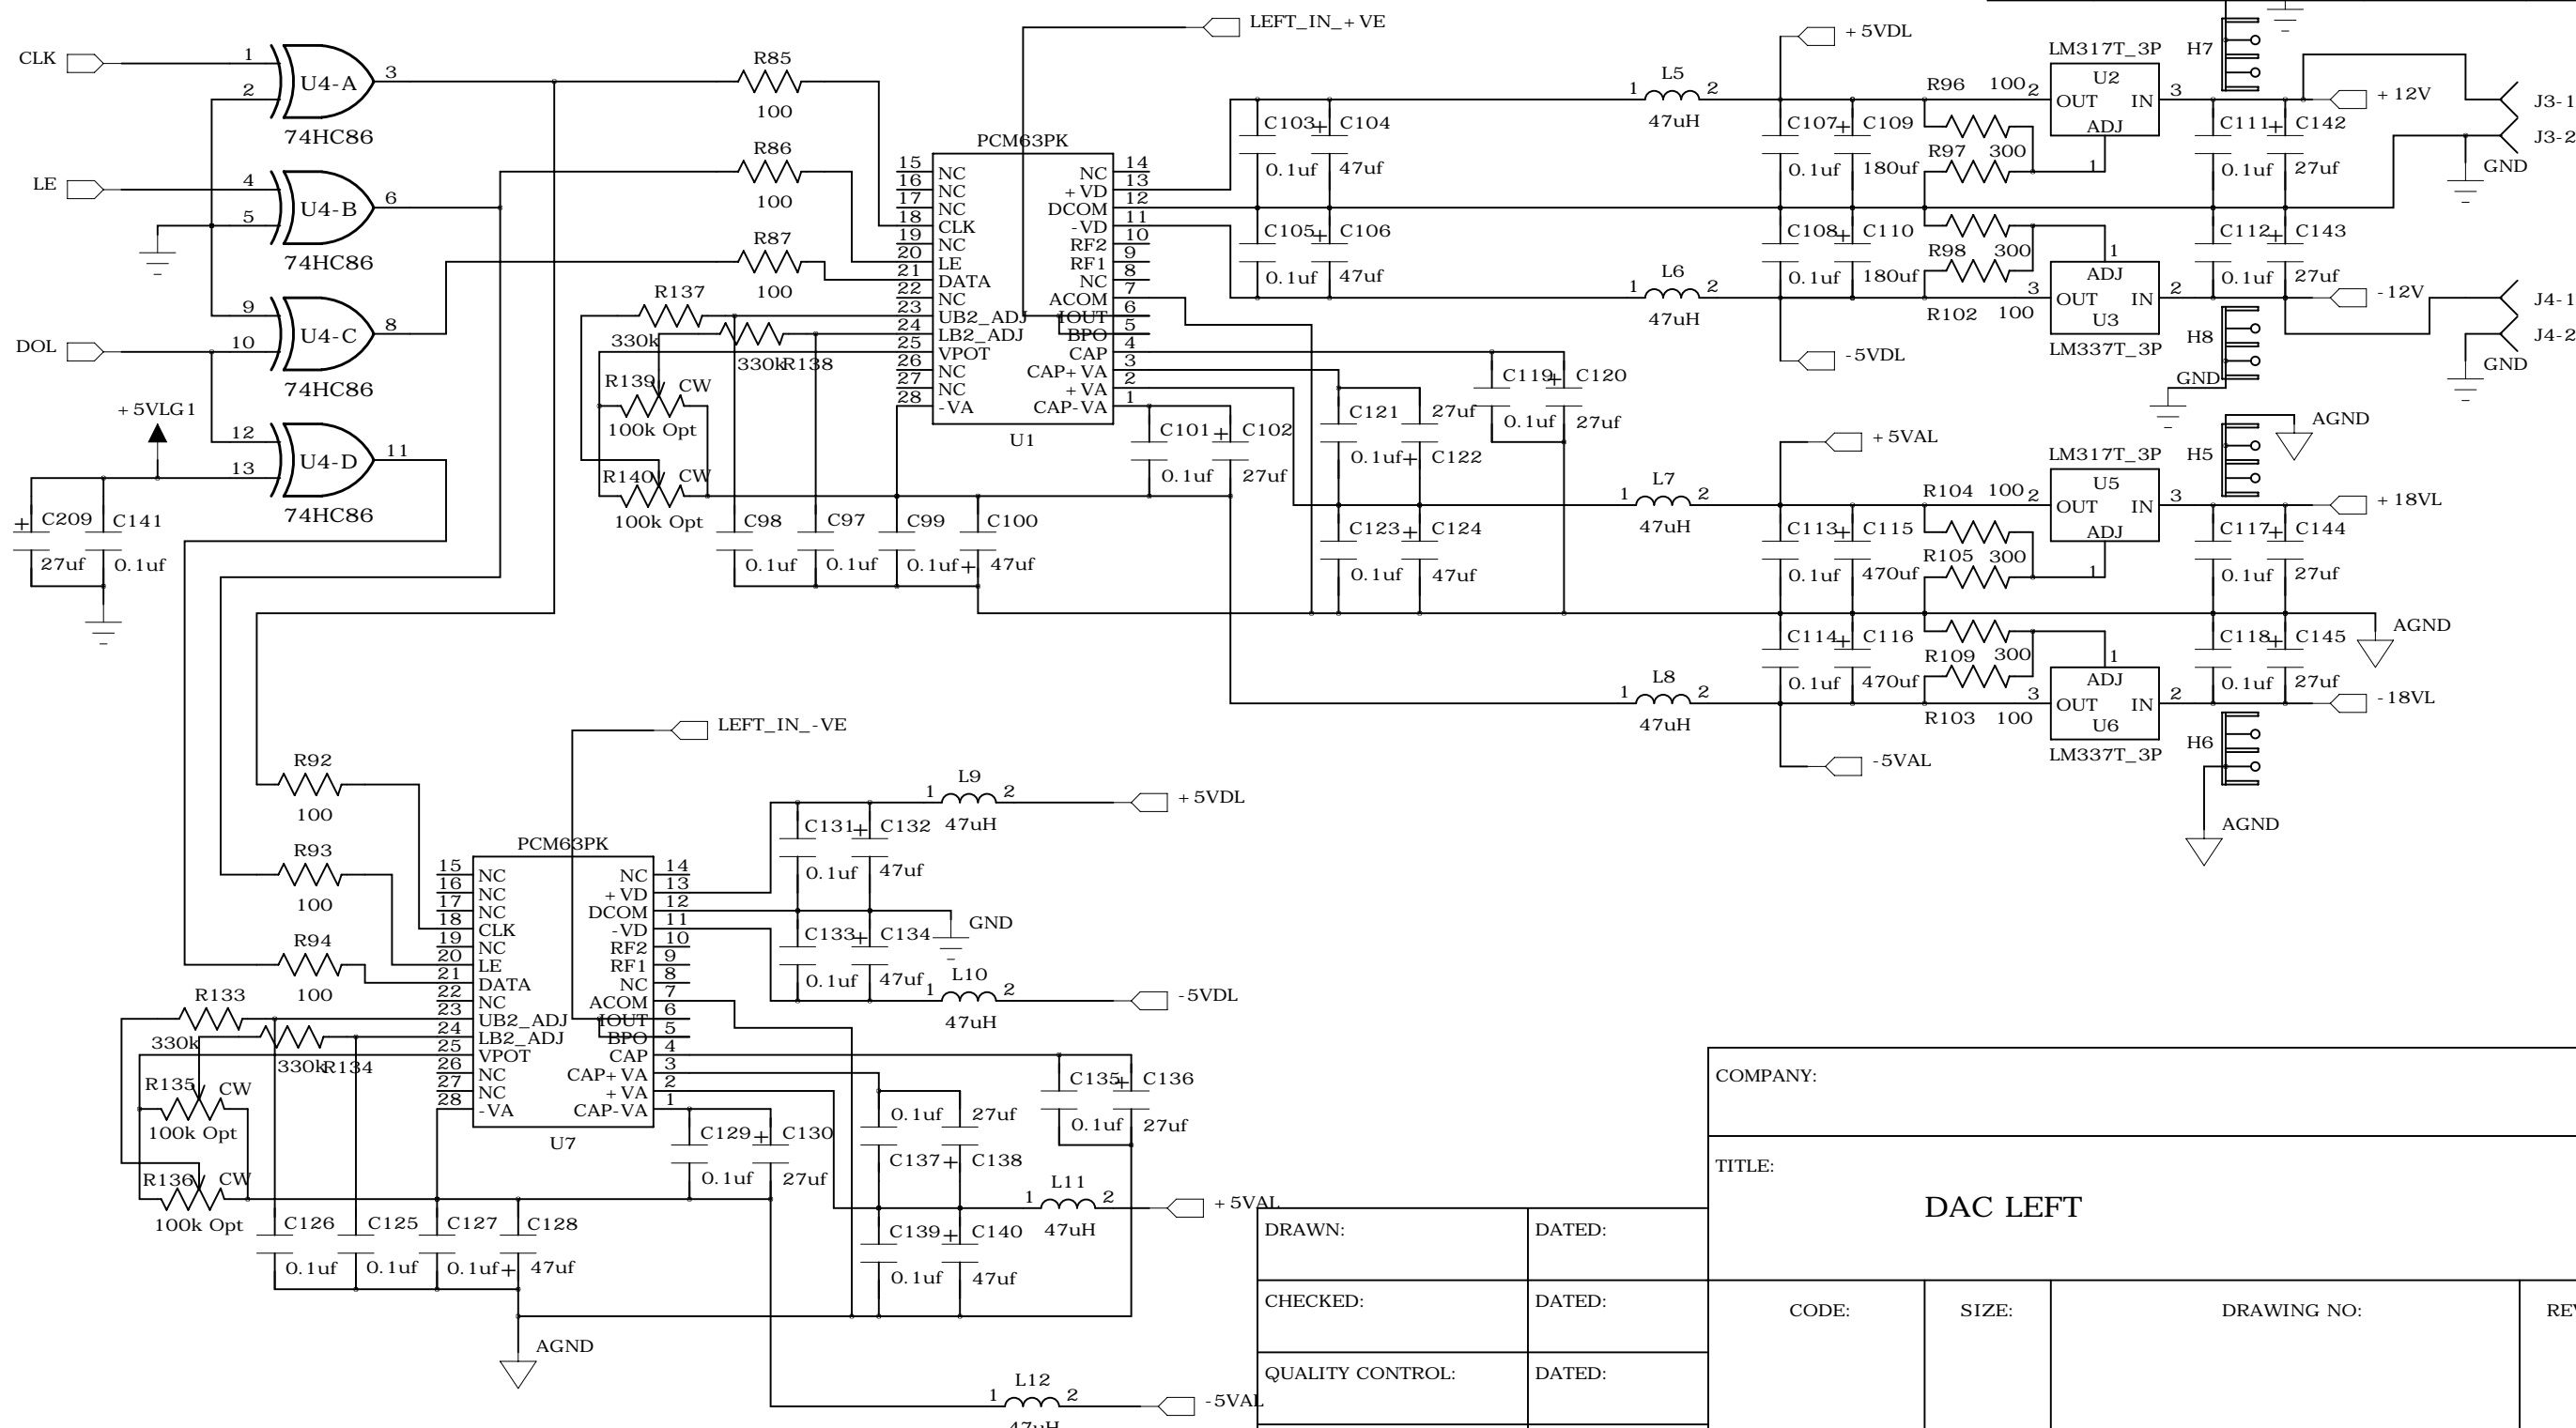 CLK
1
2
3
U4-A
74HC86
LE
4
5
6
U4-B
74HC86
9
10
8
U4-C
74HC86
DOL
+5VLG1
12
13
11
U4-D
74HC86
+
C209
27uf
C141
0.1uf
R85
100
R86
100
R87
100
LEFT_IN_+VE
PCM63PK
15 NC
16 NC
17 NC
18 CLK
19 NC
20 LE
21 DATA
22 NC
23 UB2_ADJ
24 LB2_ADJ
25 VPOT
26 NC
27 NC
28 -VA
NC 14
+VD 13
DCOM 12
-VD 11
RF2 10
RF1 9
NC 8
ACOM 7
IOUT 6
BPO 5
CAP 4
CAP+VA 3
+VA 2
CAP-VA 1
U1
R137
330k
330k
R138
R139
CW
100k Opt
R140
CW
100k Opt
C98
0.1uf
C97
0.1uf
C99
0.1uf
+
C100
47uf
C101
0.1uf
+
C102
27uf
C103
0.1uf
+
C104
47uf
C105
0.1uf
+
C106
47uf
C119
0.1uf
+
C120
27uf
C121
0.1uf
27uf
+
C122
C123
0.1uf
+
C124
47uf
1
L5
2
47uH
1
L6
2
47uH
1
L7
2
47uH
1
L8
2
47uH
+5VDL
-5VDL
C107
0.1uf
+
C109
180uf
C108
0.1uf
+
C110
180uf
R96
100
R97
300
R98
300
R102
100
LM317T_3P
U2
2
OUT
IN
3
ADJ
1
1
ADJ
3
OUT
IN
2
U3
LM337T_3P
H7
H8
GND
C111
0.1uf
+
C142
27uf
C112
0.1uf
+
C143
27uf
+12V
-12V
J3-1
J3-2
GND
J4-1
J4-2
GND
+5VAL
-5VAL
C113
0.1uf
+
C115
470uf
C114
0.1uf
+
C116
470uf
R104
100
R105
300
R109
300
R103
100
LM317T_3P
U5
2
OUT
IN
3
ADJ
1
1
ADJ
3
OUT
IN
2
U6
LM337T_3P
H5
AGND
H6
AGND
C117
0.1uf
+
C144
27uf
C118
0.1uf
+
C145
27uf
+18VL
AGND
-18VL
LEFT_IN_-VE
R92
100
R93
100
R94
100
PCM63PK
15 NC
16 NC
17 NC
18 CLK
19 NC
20 LE
21 DATA
22 NC
23 UB2_ADJ
24 LB2_ADJ
25 VPOT
26 NC
27 NC
28 -VA
NC 14
+VD 13
DCOM 12
-VD 11
RF2 10
RF1 9
NC 8
ACOM 7
IOUT 6
BPO 5
CAP 4
CAP+VA 3
+VA 2
CAP-VA 1
U7
R133
330k
330k
R134
R135
CW
100k Opt
R136
CW
100k Opt
C126
0.1uf
C125
0.1uf
C127
0.1uf
+
C128
47uf
AGND
C131
0.1uf
+
C132
47uf
C133
0.1uf
+
C134
47uf
GND
1
L9
2
47uH
+5VDL
1
L10
2
47uH
-5VDL
C129
0.1uf
+
C130
27uf
0.1uf
C137
27uf
+
C138
C135
0.1uf
+
C136
27uf
C139
0.1uf
+
C140
47uf
1
L11
2
47uH
+5VAL
1
L12
2
47uH
-5VAL
COMPANY:
TITLE:
DAC LEFT
DRAWN:
DATED:
CHECKED:
DATED:
QUALITY CONTROL:
DATED:
CODE:
SIZE:
DRAWING NO: